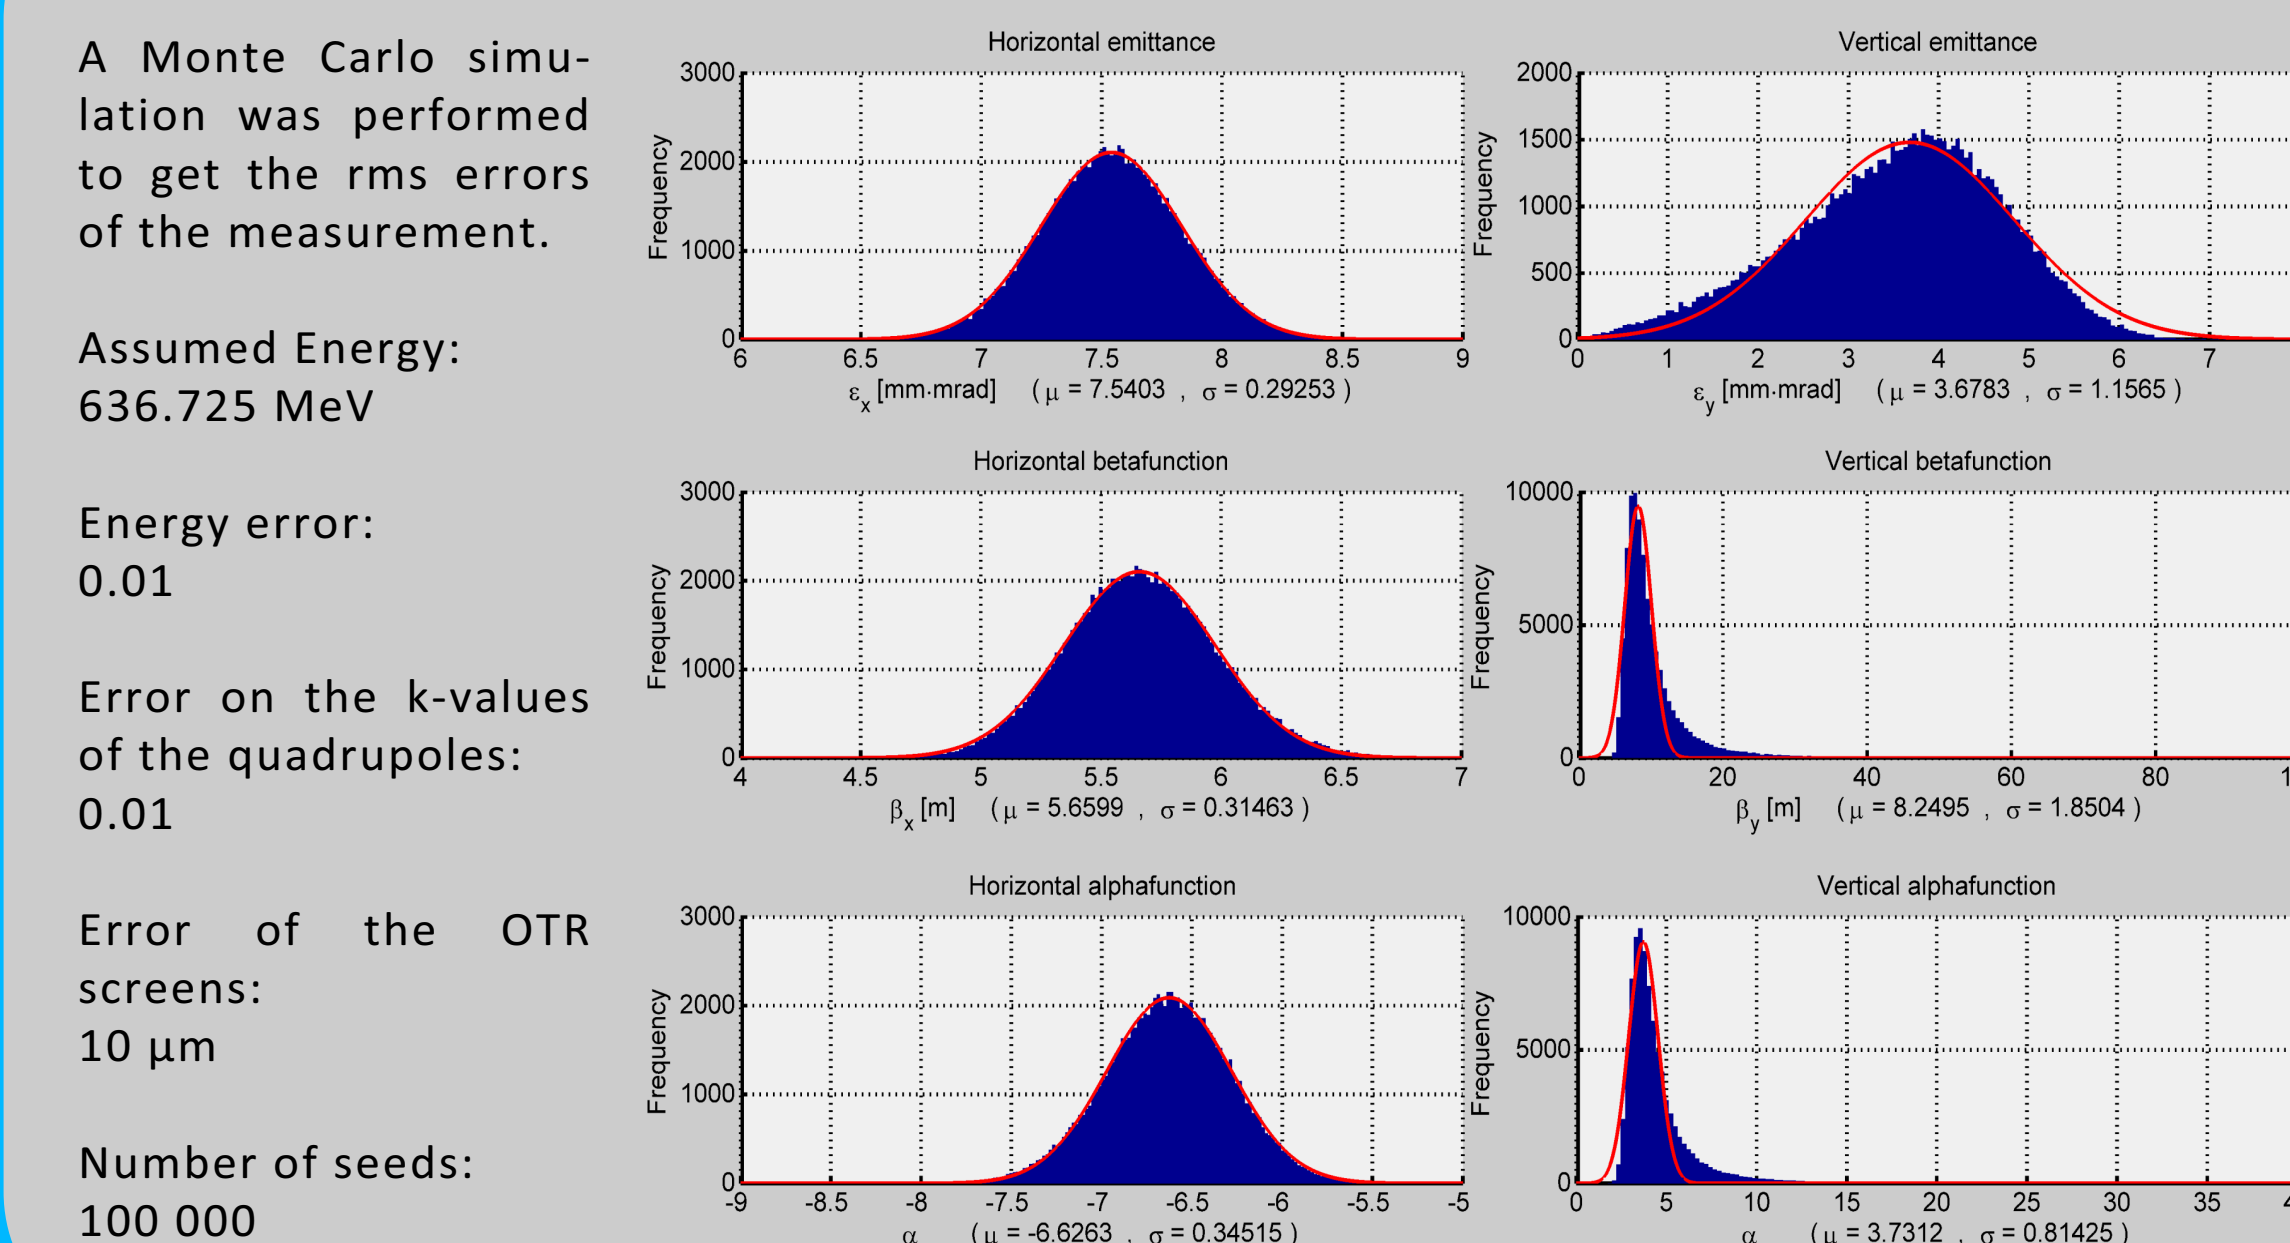 A Monte Carlo simu-
lation was performed
to get the rms errors
of the measurement.
Assumed Energy:
636.725 MeV
Energy error:
0.01
Error on the k-values
of the quadrupoles:
0.01
Error of the OTR
screens:
10 µm
Number of seeds:
100 000
Horizontal emittance
3000
2000
1000
0
Frequency
6 6.5 7 7.5 8 8.5 9
εx [mm·mrad] ( μ = 7.5403 , σ = 0.29253 )
Vertical emittance
2000
1500
1000
500
0
Frequency
0 1 2 3 4 5 6 7
εy [mm·mrad] ( μ = 3.6783 , σ = 1.1565 )
Horizontal betafunction
3000
2000
1000
0
Frequency
4 4.5 5 5.5 6 6.5 7
βx [m] ( μ = 5.6599 , σ = 0.31463 )
Vertical betafunction
10000
5000
0
Frequency
0 20 40 60 80
βy [m] ( μ = 8.2495 , σ = 1.8504 )
Horizontal alphafunction
3000
2000
1000
0
Frequency
-9 -8.5 -8 -7.5 -7 -6.5 -6 -5.5 -5
α ( μ = -6.6263 , σ = 0.34515 )
Vertical alphafunction
10000
5000
0
Frequency
0 5 10 15 20 25 30 35
α ( μ = 3.7312 , σ = 0.81425 )